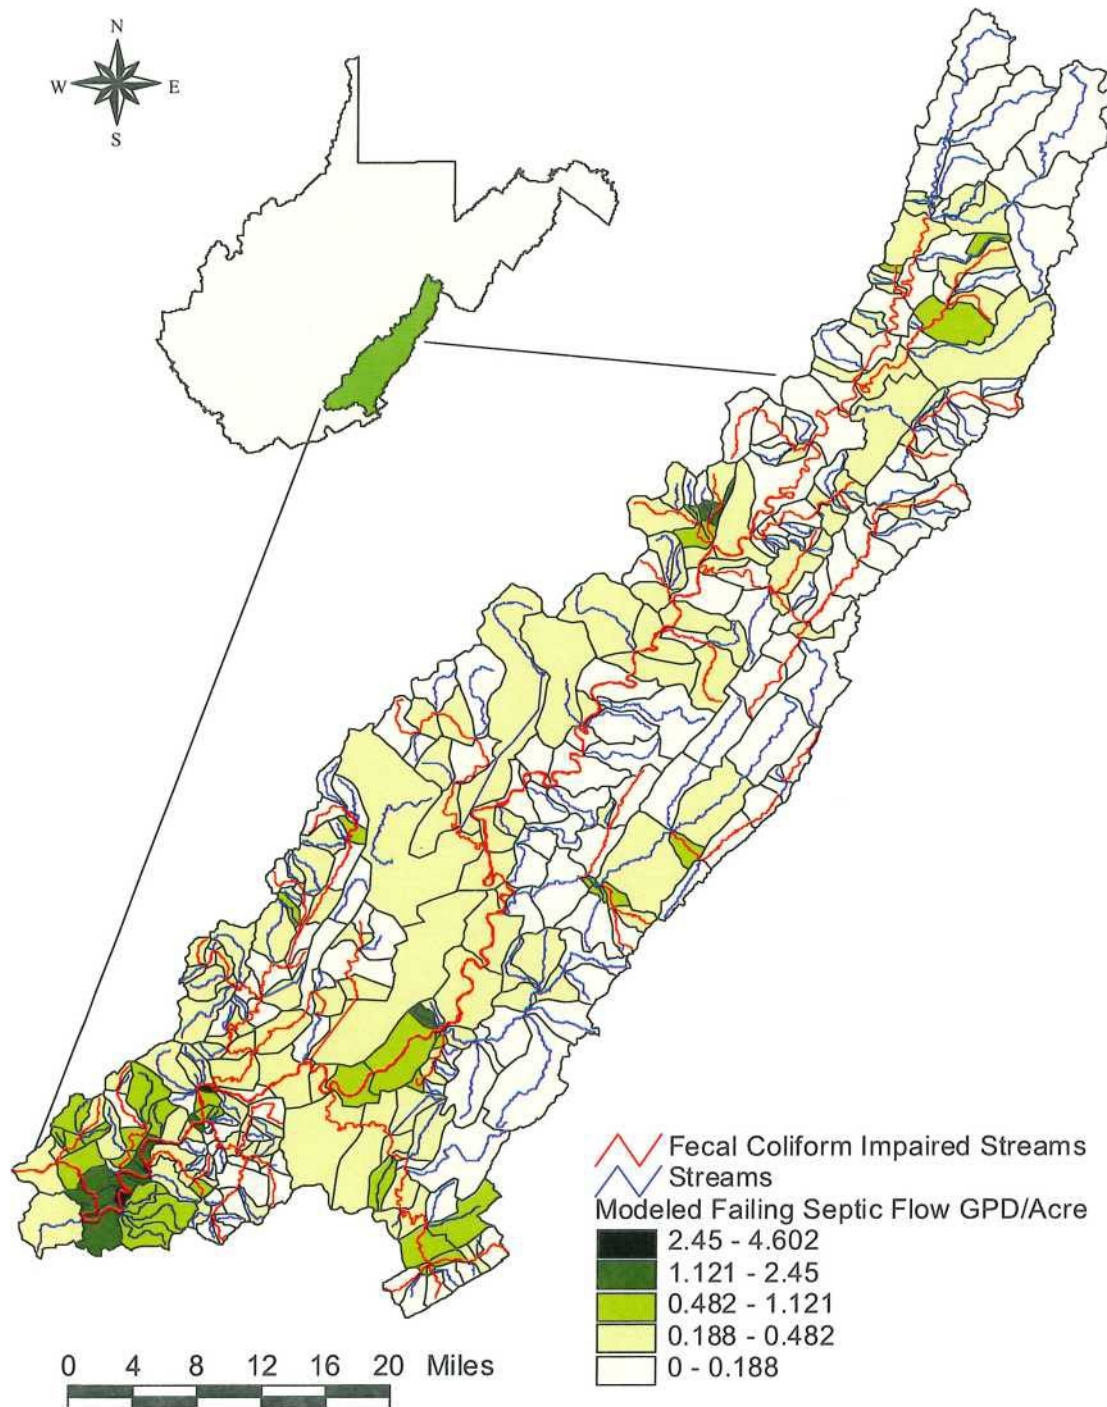 N
W E
S
Fecal Coliform Impaired Streams
Streams
Modeled Failing Septic Flow GPD/Acre
2.45 - 4.602
1.121 - 2.45
0.482 - 1.121
0.188 - 0.482
0 - 0.188
0 4 8 12 16 20 Miles